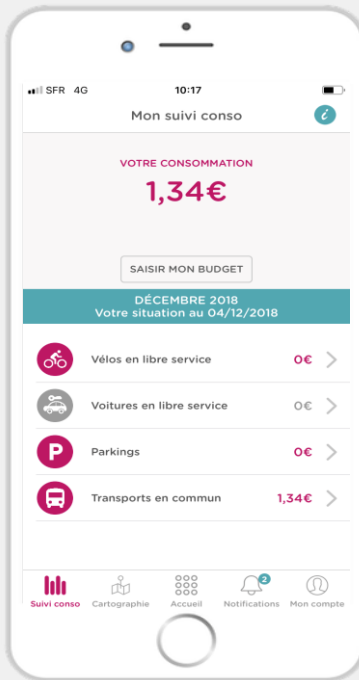 SFR 4G 10:17
Mon suivi conso i
VOTRE CONSOMMATION
1,34€
SAISIR MON BUDGET
DÉCEMBRE 2018
Votre situation au 04/12/2018
Vélos en libre service 0€
Voitures en libre service 0€
P Parkings 0€
Transports en commun 1,34€
2
Suivi conso Cartographie Accueil Notifications Mon compte